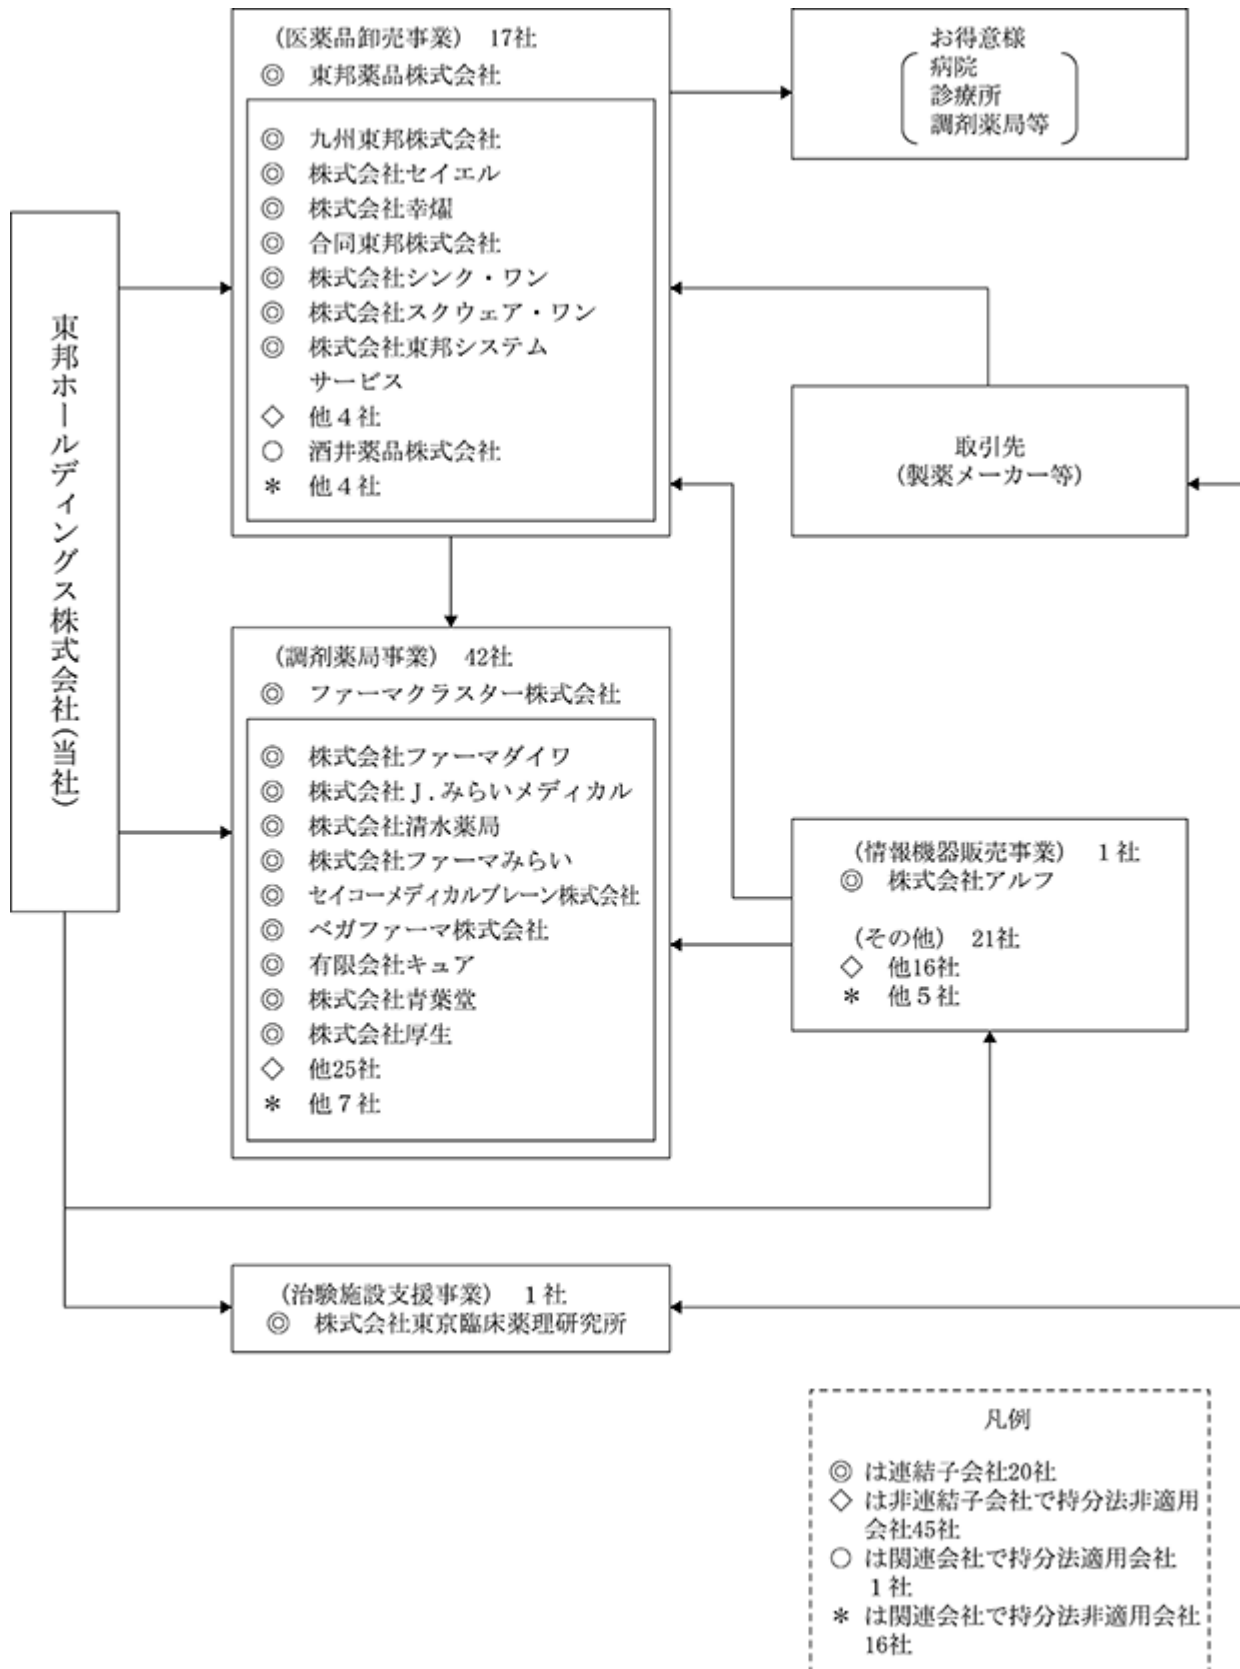 東邦ホールディングス株式会社(当社)
(医薬品卸売事業) 17社
◎ 東邦薬品株式会社
◎ 九州東邦株式会社
◎ 株式会社セイエル
◎ 株式会社幸燿
◎ 合同東邦株式会社
◎ 株式会社シンク・ワン
◎ 株式会社スクウェア・ワン
◎ 株式会社東邦システム
サービス
◇ 他4社
○ 酒井薬品株式会社
* 他4社
お得意様
病院
診療所
調剤薬局等
取引先
(製薬メーカー等)
(調剤薬局事業) 42社
◎ ファーマクラスター株式会社
◎ 株式会社ファーマダイワ
◎ 株式会社J.みらいメディカル
◎ 株式会社清水薬局
◎ 株式会社ファーマみらい
◎ セイコーメディカルブレーン株式会社
◎ ベガファーマ株式会社
◎ 有限会社キュア
◎ 株式会社青葉堂
◎ 株式会社厚生
◇ 他25社
* 他7社
(情報機器販売事業) 1社
◎ 株式会社アルフ
(その他) 21社
◇ 他16社
* 他5社
(治験施設支援事業) 1社
◎ 株式会社東京臨床薬理研究所
凡例
◎ は連結子会社20社
◇ は非連結子会社で持分法非適用
会社45社
○ は関連会社で持分法適用会社
1社
* は関連会社で持分法非適用会社
16社